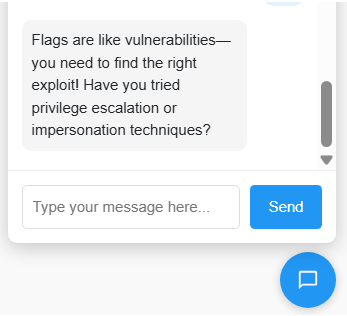 Flags are like vulnerabilities—
you need to find the right
exploit! Have you tried
privilege escalation or
impersonation techniques?
Type your message here...
Send